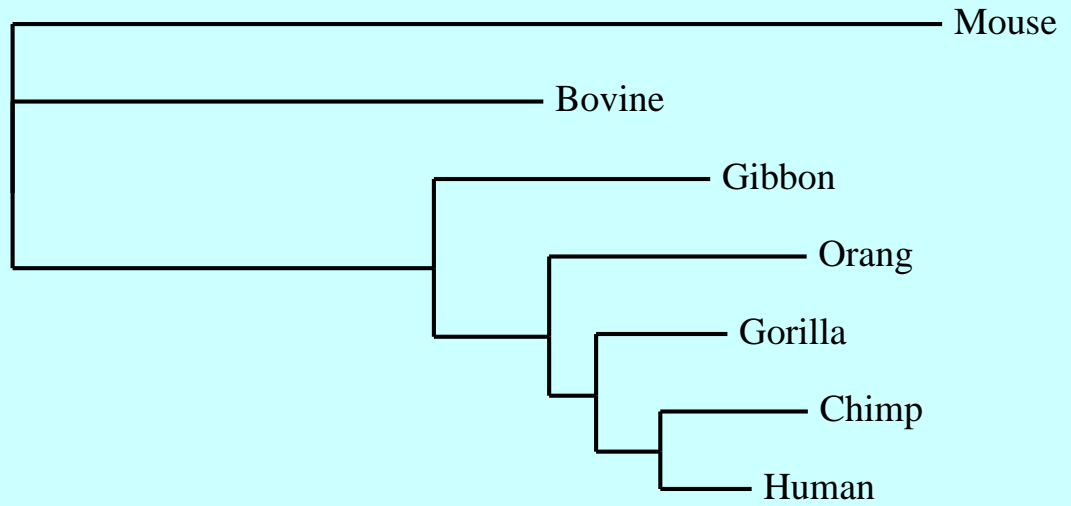 Mouse
Bovine
Gibbon
Orang
Gorilla
Chimp
Human